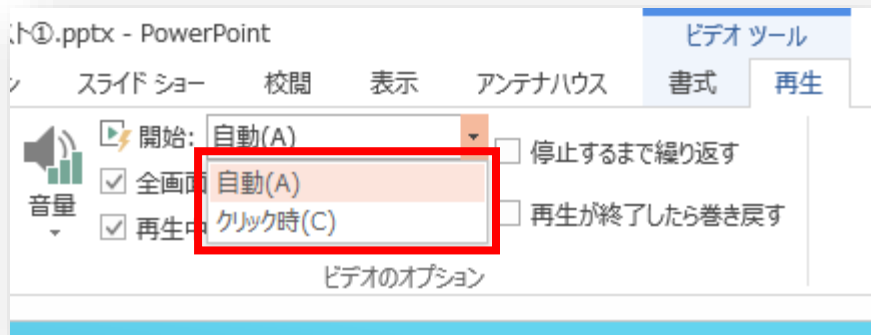 ト①.pptx - PowerPoint
ビデオ ツール
スライド ショー 校閲 表示 アンテナハウス 書式 再生
開始: 自動(A)
停止するまで繰り返す
全画面
自動(A)
音量
クリック時(C)
再生中
再生が終了したら巻き戻す
ビデオのオプション